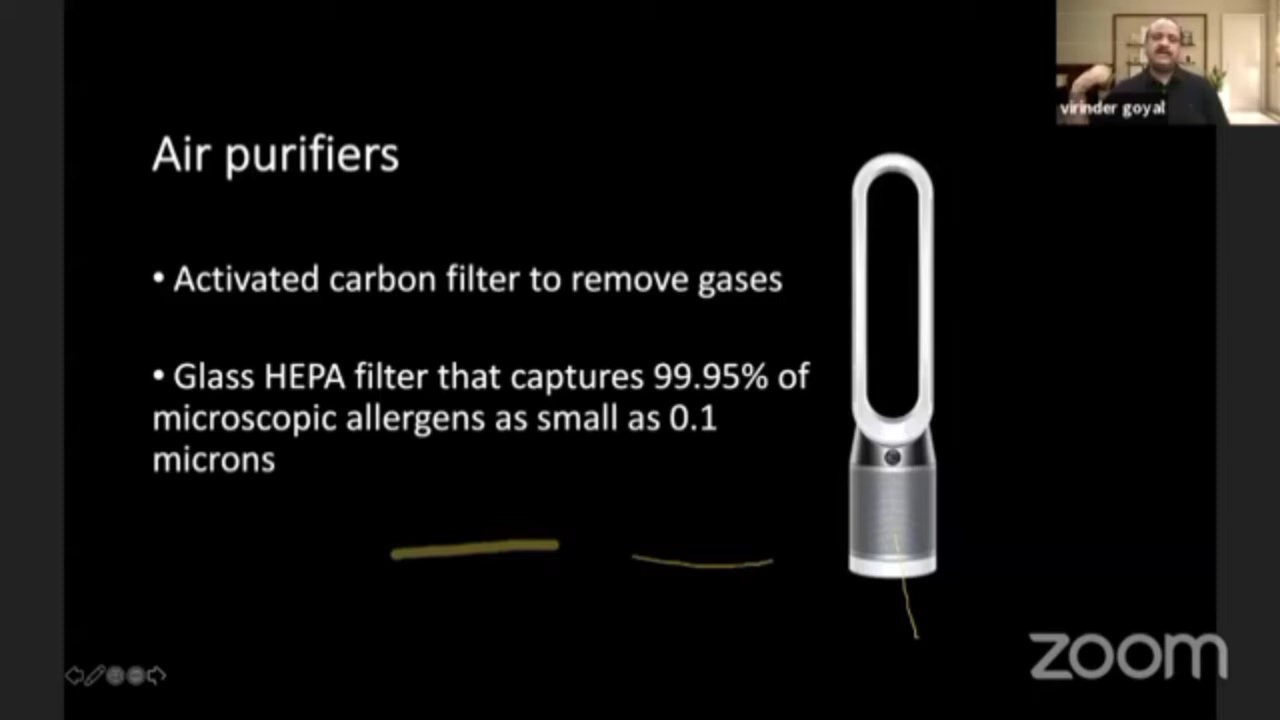 virinder goyal
Air purifiers
• Activated carbon filter to remove gases
• Glass HEPA filter that captures 99.95% of
microscopic allergens as small as 0.1
microns
zoom